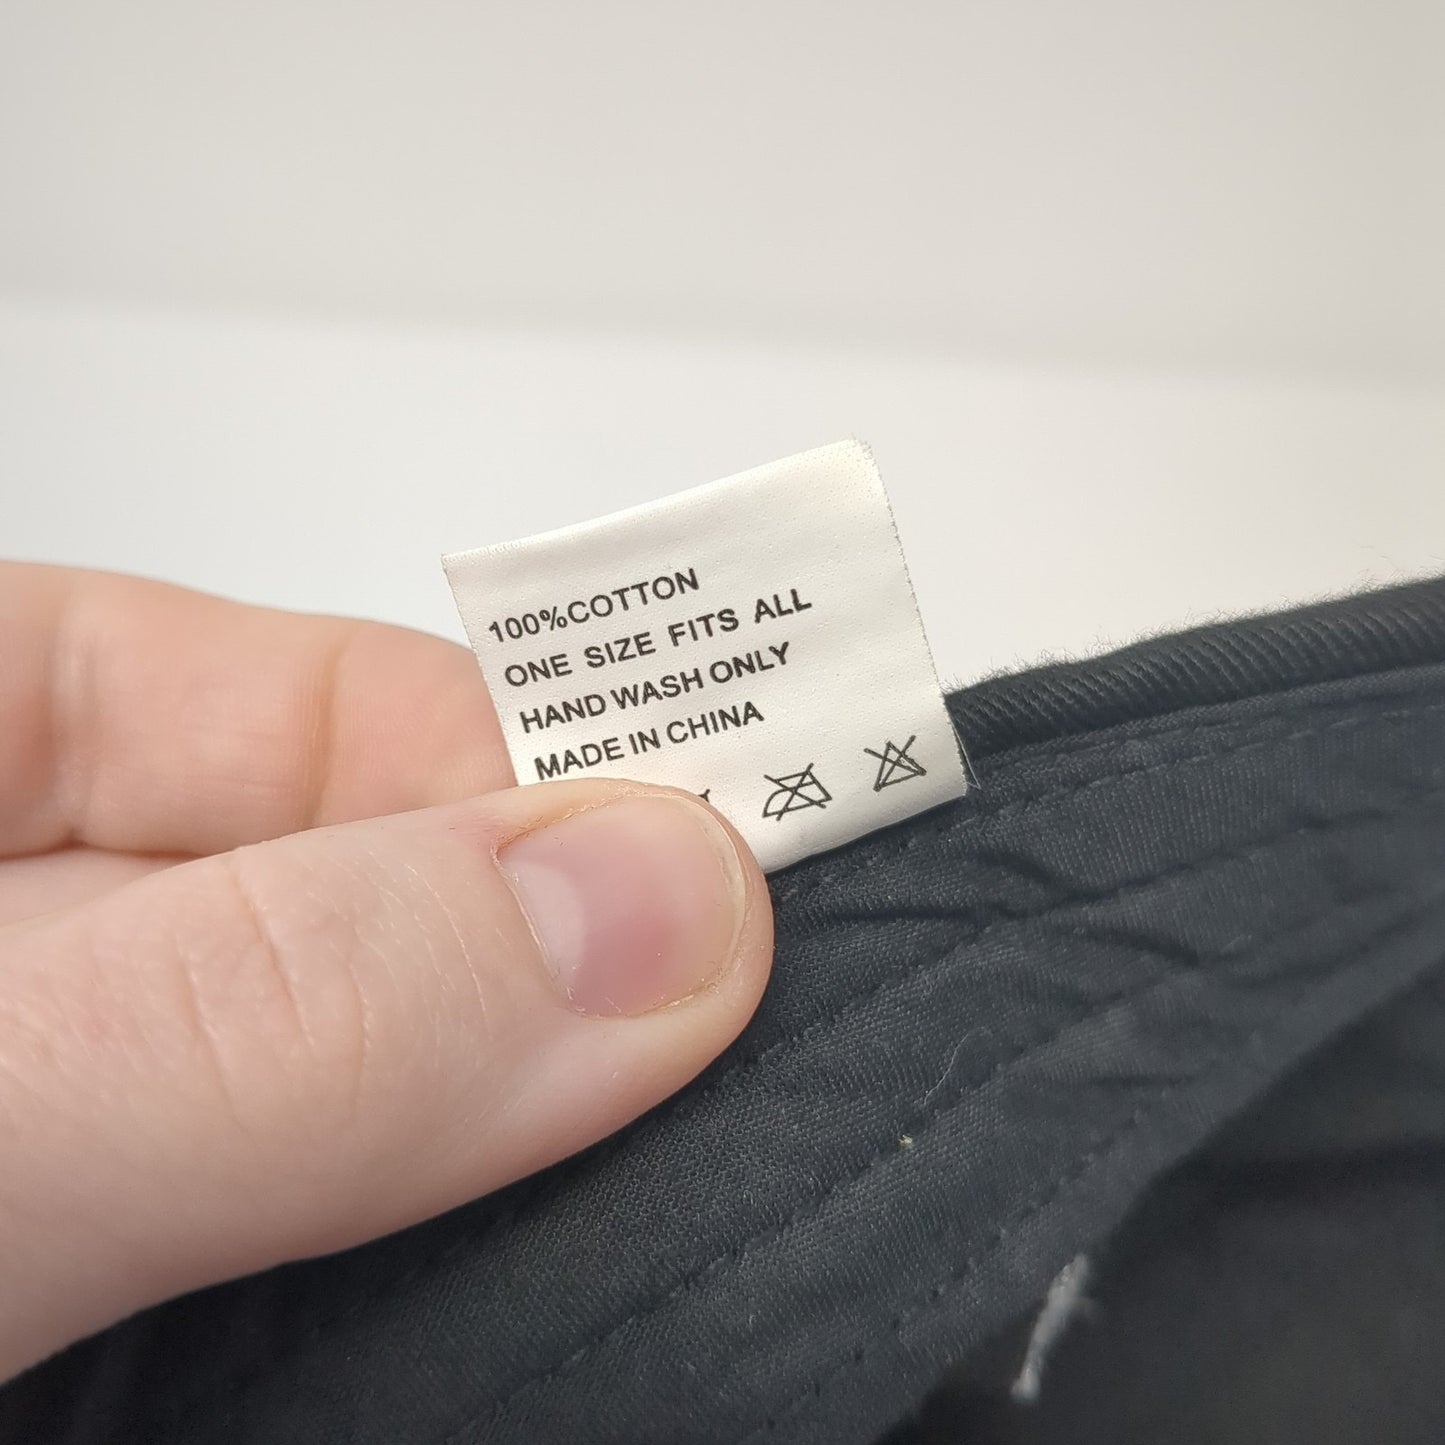 100%COTTON
ONE SIZE FITS ALL
HAND WASH ONLY
MADE IN CHINA